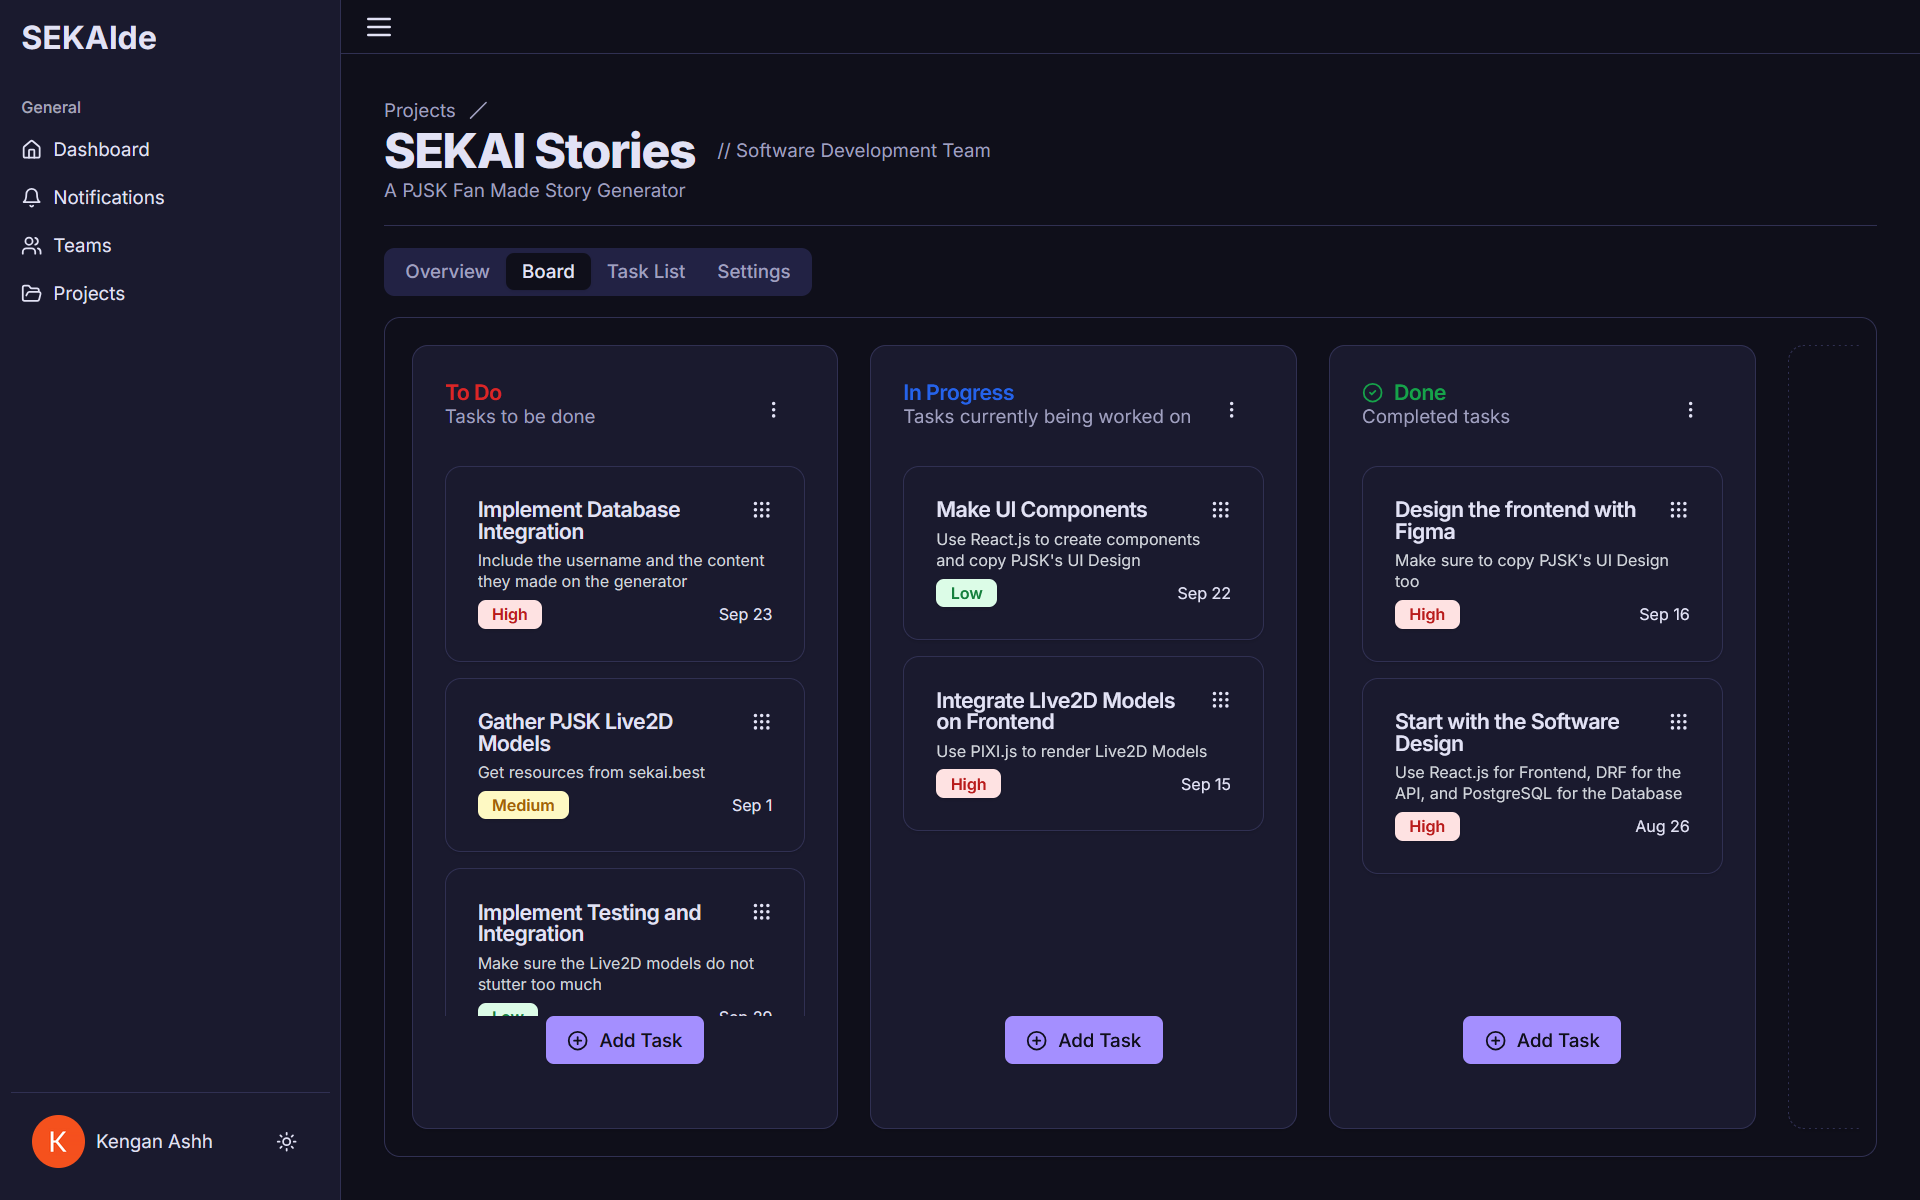 SEKAIde
General
Dashboard
Notifications
Teams
Projects
K
Kengan Ashh
Projects /
SEKAI Stories // Software Development Team
A PJSK Fan Made Story Generator
Overview Board Task List Settings
To Do
Tasks to be done
Implement Database
Integration
Include the username and the content
they made on the generator
High Sep 23
Gather PJSK Live2D
Models
Get resources from sekai.best
Medium Sep 1
Implement Testing and
Integration
Make sure the Live2D models do not
stutter too much
Low
Add Task
In Progress
Tasks currently being worked on
Make UI Components
Use React.js to create components
and copy PJSK's UI Design
Low Sep 22
Integrate LIve2D Models
on Frontend
Use PIXI.js to render Live2D Models
High Sep 15
Add Task
Done
Completed tasks
Design the frontend with
Figma
Make sure to copy PJSK's UI Design
too
High Sep 16
Start with the Software
Design
Use React.js for Frontend, DRF for the
API, and PostgreSQL for the Database
High Aug 26
Add Task